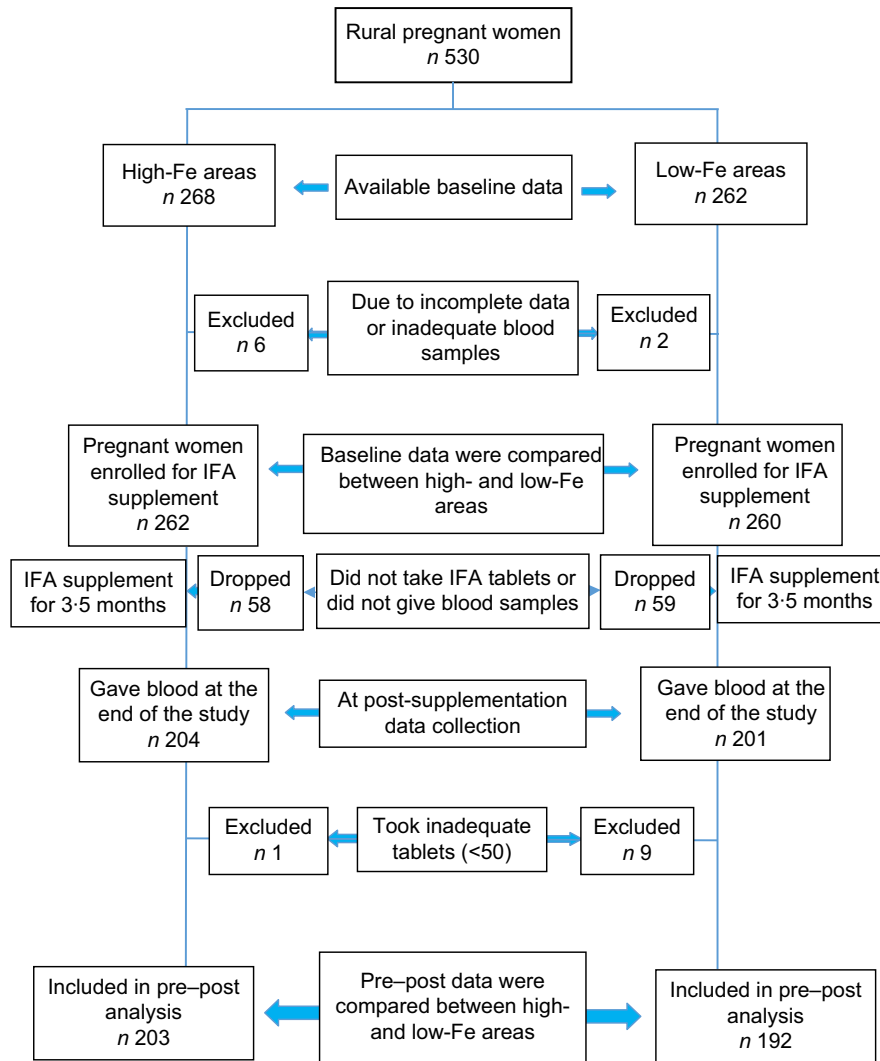 Rural pregnant women
n 530
High-Fe areas
n 268
Available baseline data
Low-Fe areas
n 262
Excluded
n 6
Due to incomplete data
or inadequate blood
samples
Excluded
n 2
Pregnant women
enrolled for IFA
supplement
n 262
Baseline data were compared
between high- and low-Fe
areas
Pregnant women
enrolled for IFA
supplement
n 260
IFA supplement
for 3·5 months
Dropped
n 58
Did not take IFA tablets or
did not give blood samples
Dropped
n 59
IFA supplement
for 3·5 months
Gave blood at the
end of the study
n 204
At post-supplementation
data collection
Gave blood at the
end of the study
n 201
Excluded
n 1
Took inadequate
tablets (<50)
Excluded
n 9
Included in pre–post
analysis
n 203
Pre–post data were
compared between high-
and low-Fe areas
Included in pre–post
analysis
n 192